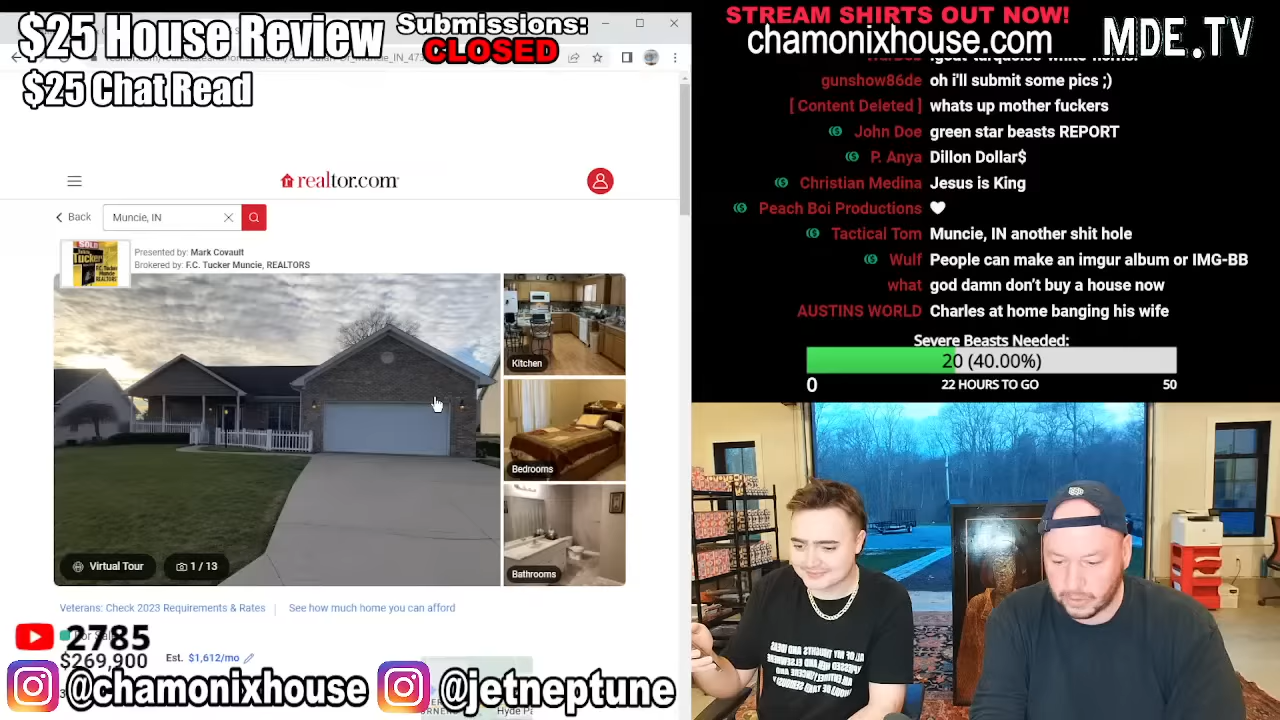 $25 House Review
Submissions:
CLOSED
$25 Chat Read
realtor.com
Back
Muncie, IN
SOLD
Tucker
Presented by: Mark Covault
Brokered by: F.C. Tucker Muncie, REALTORS
Kitchen
Bedrooms
Bathrooms
Virtual Tour
1 / 13
Veterans: Check 2023 Requirements & Rates
See how much home you can afford
2785
$269,900
Est. $1,612/mo
@chamonixhouse
@jetneptune
STREAM SHIRTS OUT NOW!
chamonixhouse.com
MDE.TV
gunshow86de oh i'll submit some pics ;)
[ Content Deleted ] whats up mother fuckers
John Doe green star beasts REPORT
P. Anya Dillon Dollar$
Christian Medina Jesus is King
Peach Boi Productions
Tactical Tom Muncie, IN another shit hole
Wulf People can make an imgur album or IMG-BB
what god damn don't buy a house now
AUSTINS WORLD Charles at home banging his wife
Severe Beasts Needed:
20 (40.00%)
0
22 HOURS TO GO
50